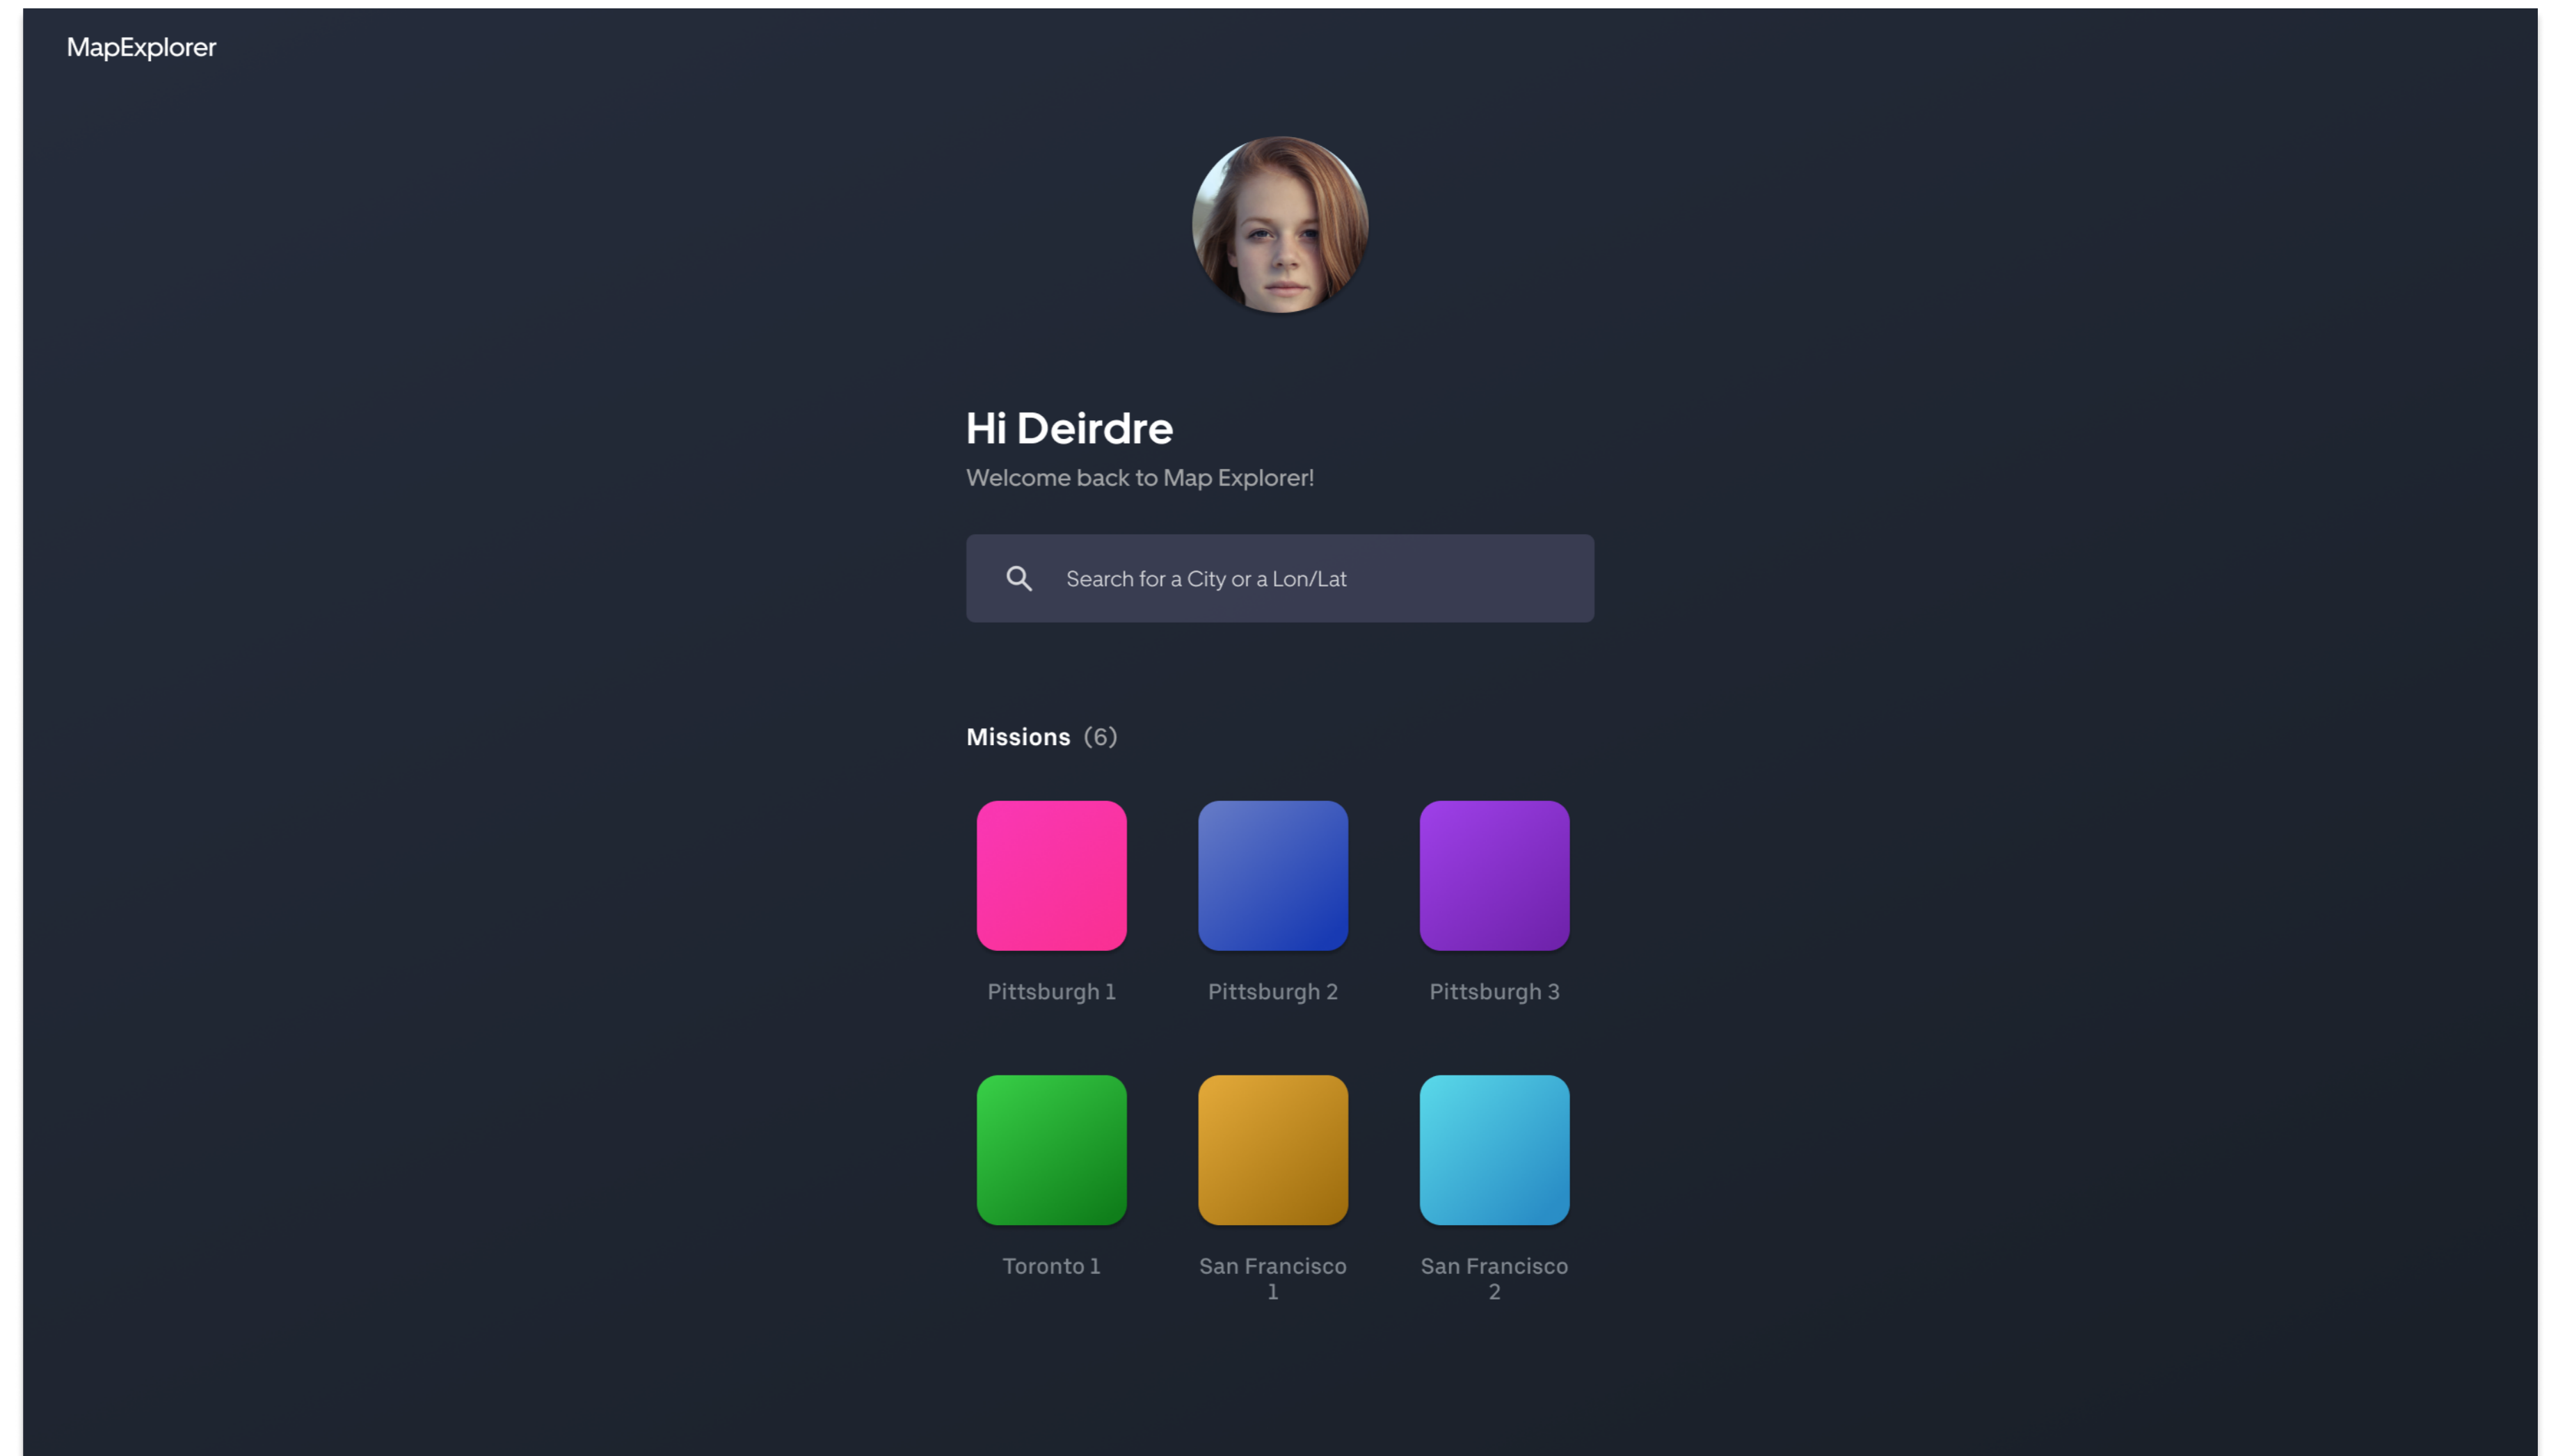 MapExplorer
Hi Deirdre
Welcome back to Map Explorer!
Search for a City or a Lon/Lat
Missions (6)
Pittsburgh 1
Pittsburgh 2
Pittsburgh 3
Toronto 1
San Francisco
1
San Francisco
2